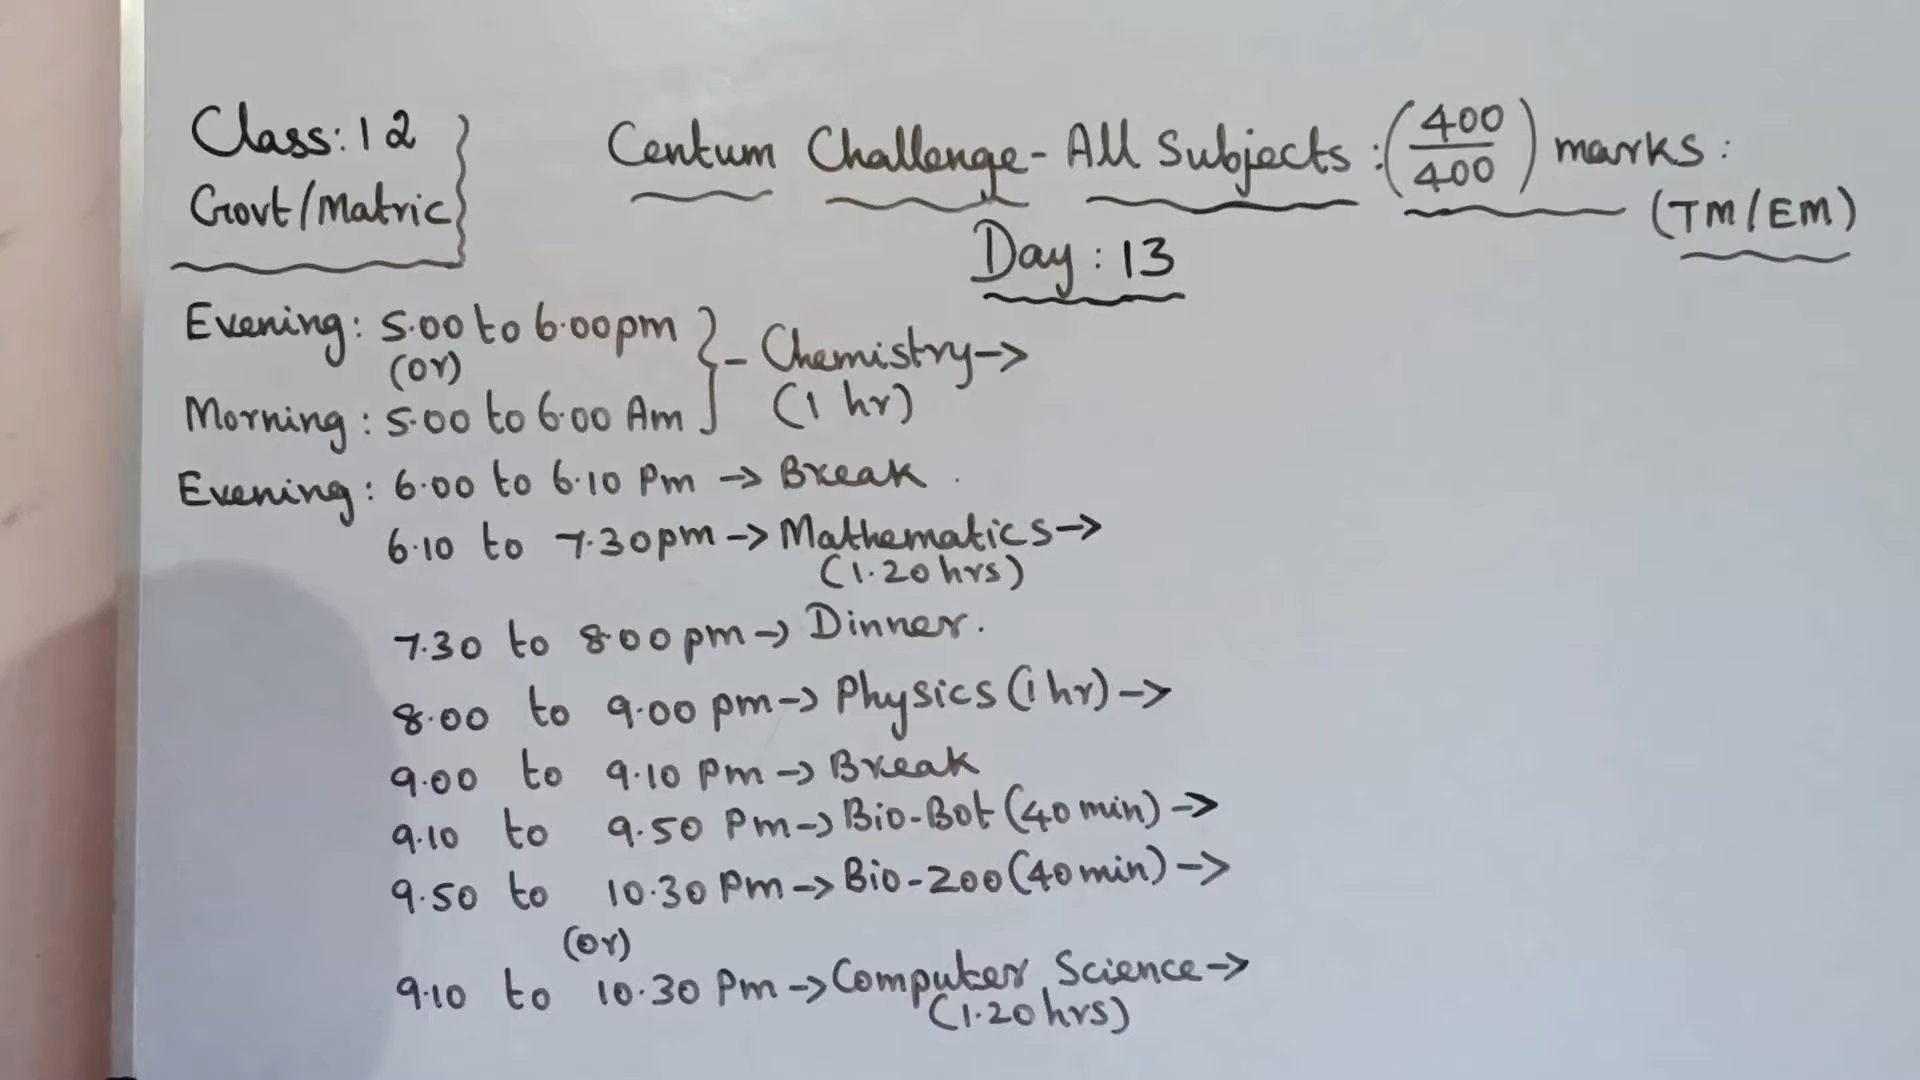 Class: 12
Govt/Matric
Centum Challenge - All Subjects : (400/400) marks :
(TM/EM)
Day : 13
Evening : 5.00 to 6.00pm
(or)
Morning : 5.00 to 6.00 Am
- Chemistry ->
(1 hr)
Evening : 6.00 to 6.10 Pm -> Break .
6.10 to 7.30pm -> Mathematics ->
(1.20 hrs)
7.30 to 8.00 pm -> Dinner.
8.00 to 9.00 pm -> Physics (1 hr) ->
9.00 to 9.10 Pm -> Break
9.10 to 9.50 Pm -> Bio-Bot (40 min) ->
9.50 to 10.30 Pm -> Bio-Zoo (40 min) ->
(or)
9.10 to 10.30 Pm -> Computer Science ->
(1.20 hrs)